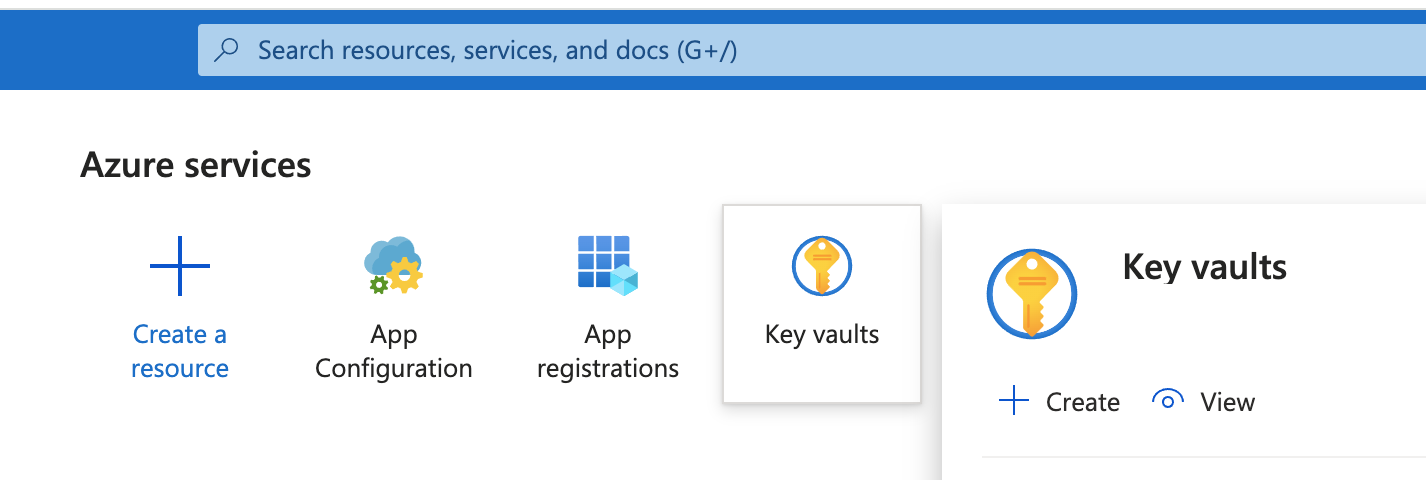 Search resources, services, and docs (G+/)
Azure services
Create a
resource
App
Configuration
App
registrations
Key vaults
Key vaults
Create
View